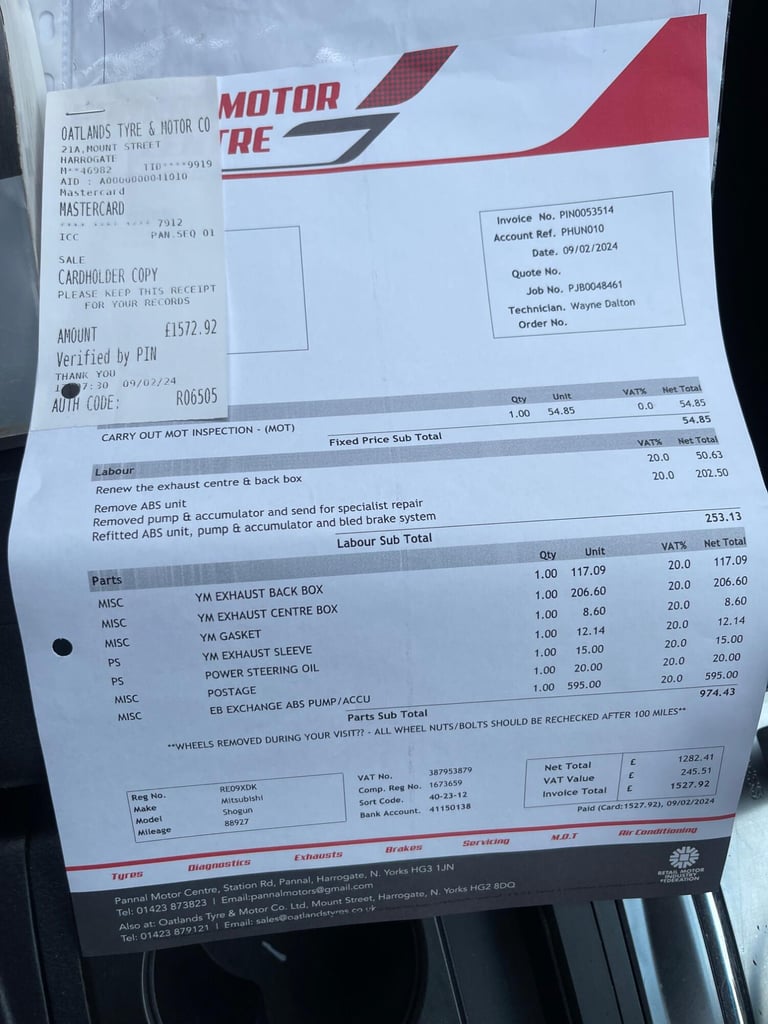 OATLANDS TYRE & MOTOR CO
21A, MOUNT STREET
HARROGATE
M**46982 TID****9919
AID : A0000000041010
Mastercard
MASTERCARD
**** **** **** 7912
ICC PAN.SEQ 01
SALE
CARDHOLDER COPY
PLEASE KEEP THIS RECEIPT
FOR YOUR RECORDS
AMOUNT £1572.92
Verified by PIN
THANK YOU
7:30 09/02/24
AUTH CODE: R06505
MOTOR
TRE
Invoice No. PIN0053514
Account Ref. PHUN010
Date. 09/02/2024
Quote No.
Job No. PJB0048461
Technician. Wayne Dalton
Order No.
Qty Unit VAT% Net Total
CARRY OUT MOT INSPECTION - (MOT) 1.00 54.85 0.0 54.85
Fixed Price Sub Total 54.85
Labour VAT% Net Total
Renew the exhaust centre & back box 20.0 50.63
Remove ABS unit 20.0 202.50
Removed pump & accumulator and send for specialist repair
Refitted ABS unit, pump & accumulator and bled brake system
Labour Sub Total 253.13
Parts Qty Unit VAT% Net Total
MISC YM EXHAUST BACK BOX 1.00 117.09 20.0 117.09
MISC YM EXHAUST CENTRE BOX 1.00 206.60 20.0 206.60
MISC YM GASKET 1.00 8.60 20.0 8.60
PS YM EXHAUST SLEEVE 1.00 12.14 20.0 12.14
PS POWER STEERING OIL 1.00 15.00 20.0 15.00
MISC POSTAGE 1.00 20.00 20.0 20.00
MISC EB EXCHANGE ABS PUMP/ACCU 1.00 595.00 20.0 595.00
Parts Sub Total 974.43
**WHEELS REMOVED DURING YOUR VISIT?? - ALL WHEEL NUTS/BOLTS SHOULD BE RECHECKED AFTER 100 MILES**
Reg No. RE09XDK
Make Mitsubishi
Model Shogun
Mileage 88927
VAT No. 387953879
Comp. Reg No. 1673659
Sort Code. 40-23-12
Bank Account. 41150138
Net Total £ 1282.41
VAT Value £ 245.51
Invoice Total £ 1527.92
Paid (Card:1527.92), 09/02/2024
Tyres Diagnostics Exhausts Brakes Servicing M.O.T Air Conditioning
Pannal Motor Centre, Station Rd, Pannal, Harrogate, N. Yorks HG3 1JN
Tel: 01423 873823 | Email:pannalmotors@gmail.com
Also at: Oatlands Tyre & Motor Co. Ltd. Mount Street, Harrogate, N. Yorks HG2 8DQ
Tel: 01423 879121 | Email: sales@oatlandstyres.co.uk
RETAIL MOTOR
INDUSTRY
FEDERATION